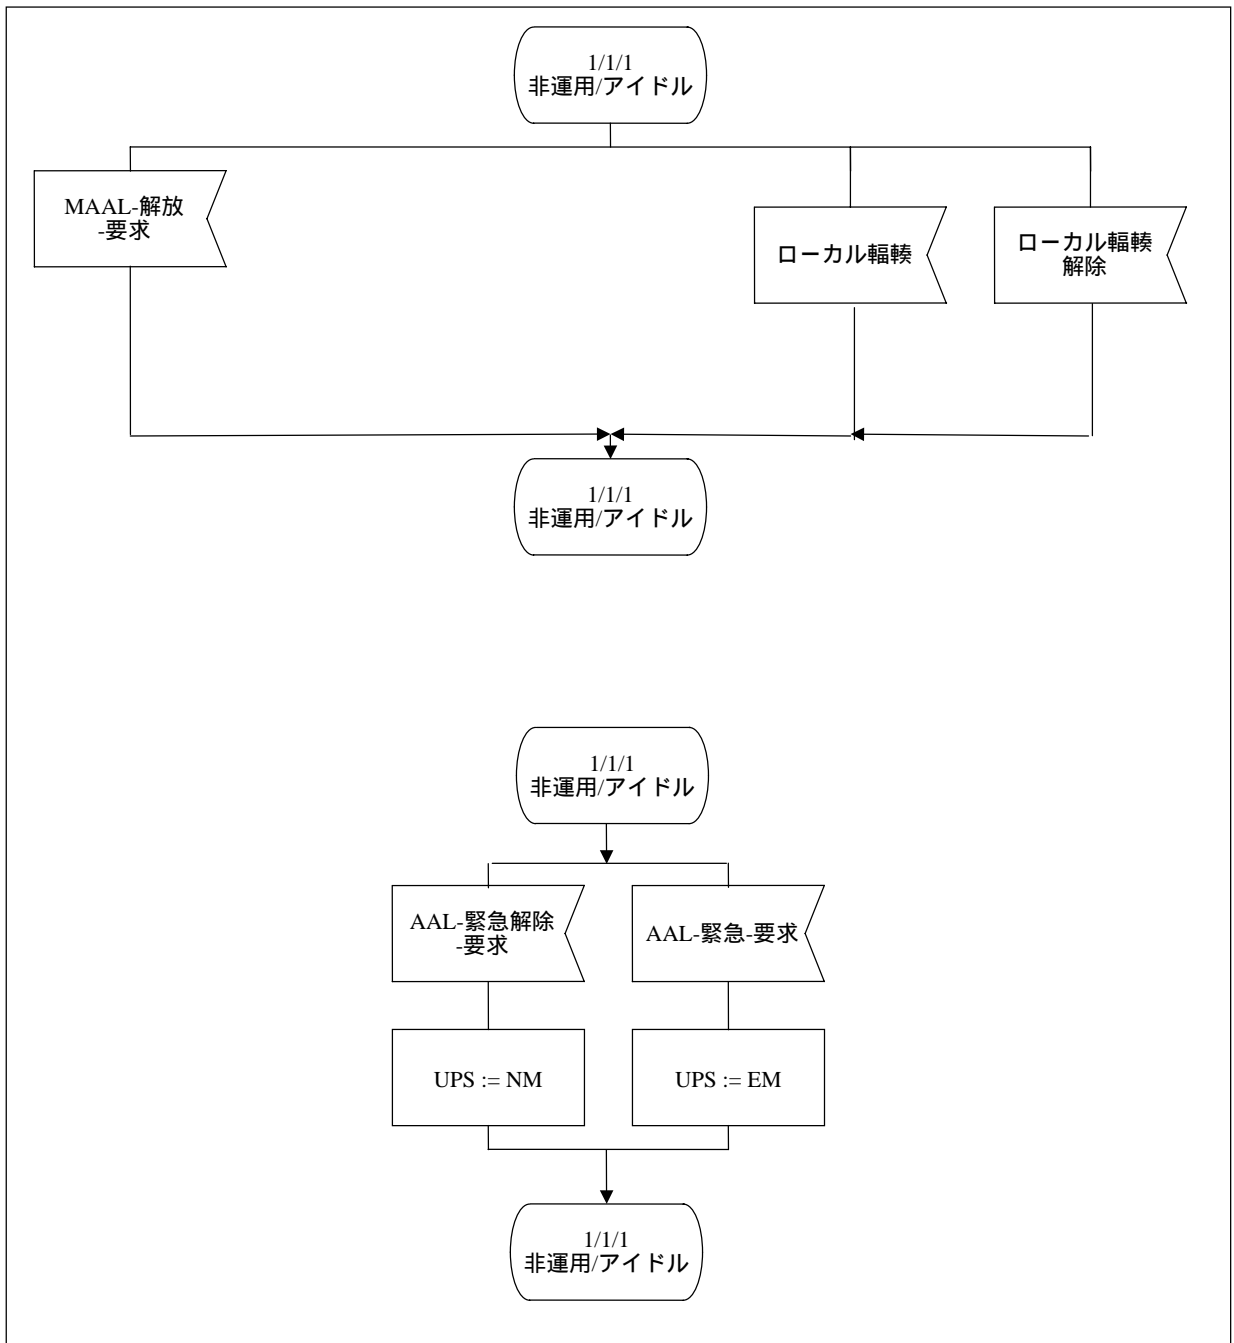 1/1/1
非運用/アイドル
MAAL-解放
-要求
ローカル輻輳
ローカル輻輳
解除
1/1/1
非運用/アイドル
1/1/1
非運用/アイドル
AAL-緊急解除
-要求
AAL-緊急-要求
UPS := NM
UPS := EM
1/1/1
非運用/アイドル